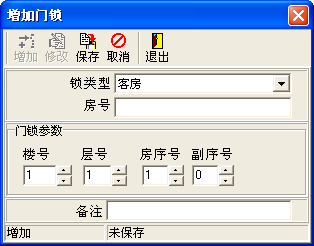 增加门锁
增加 修改 保存 取消 退出
锁类型 客房
房号
门锁参数
楼号 层号 房序号 副序号
1 1 1 0
备注
增加 未保存